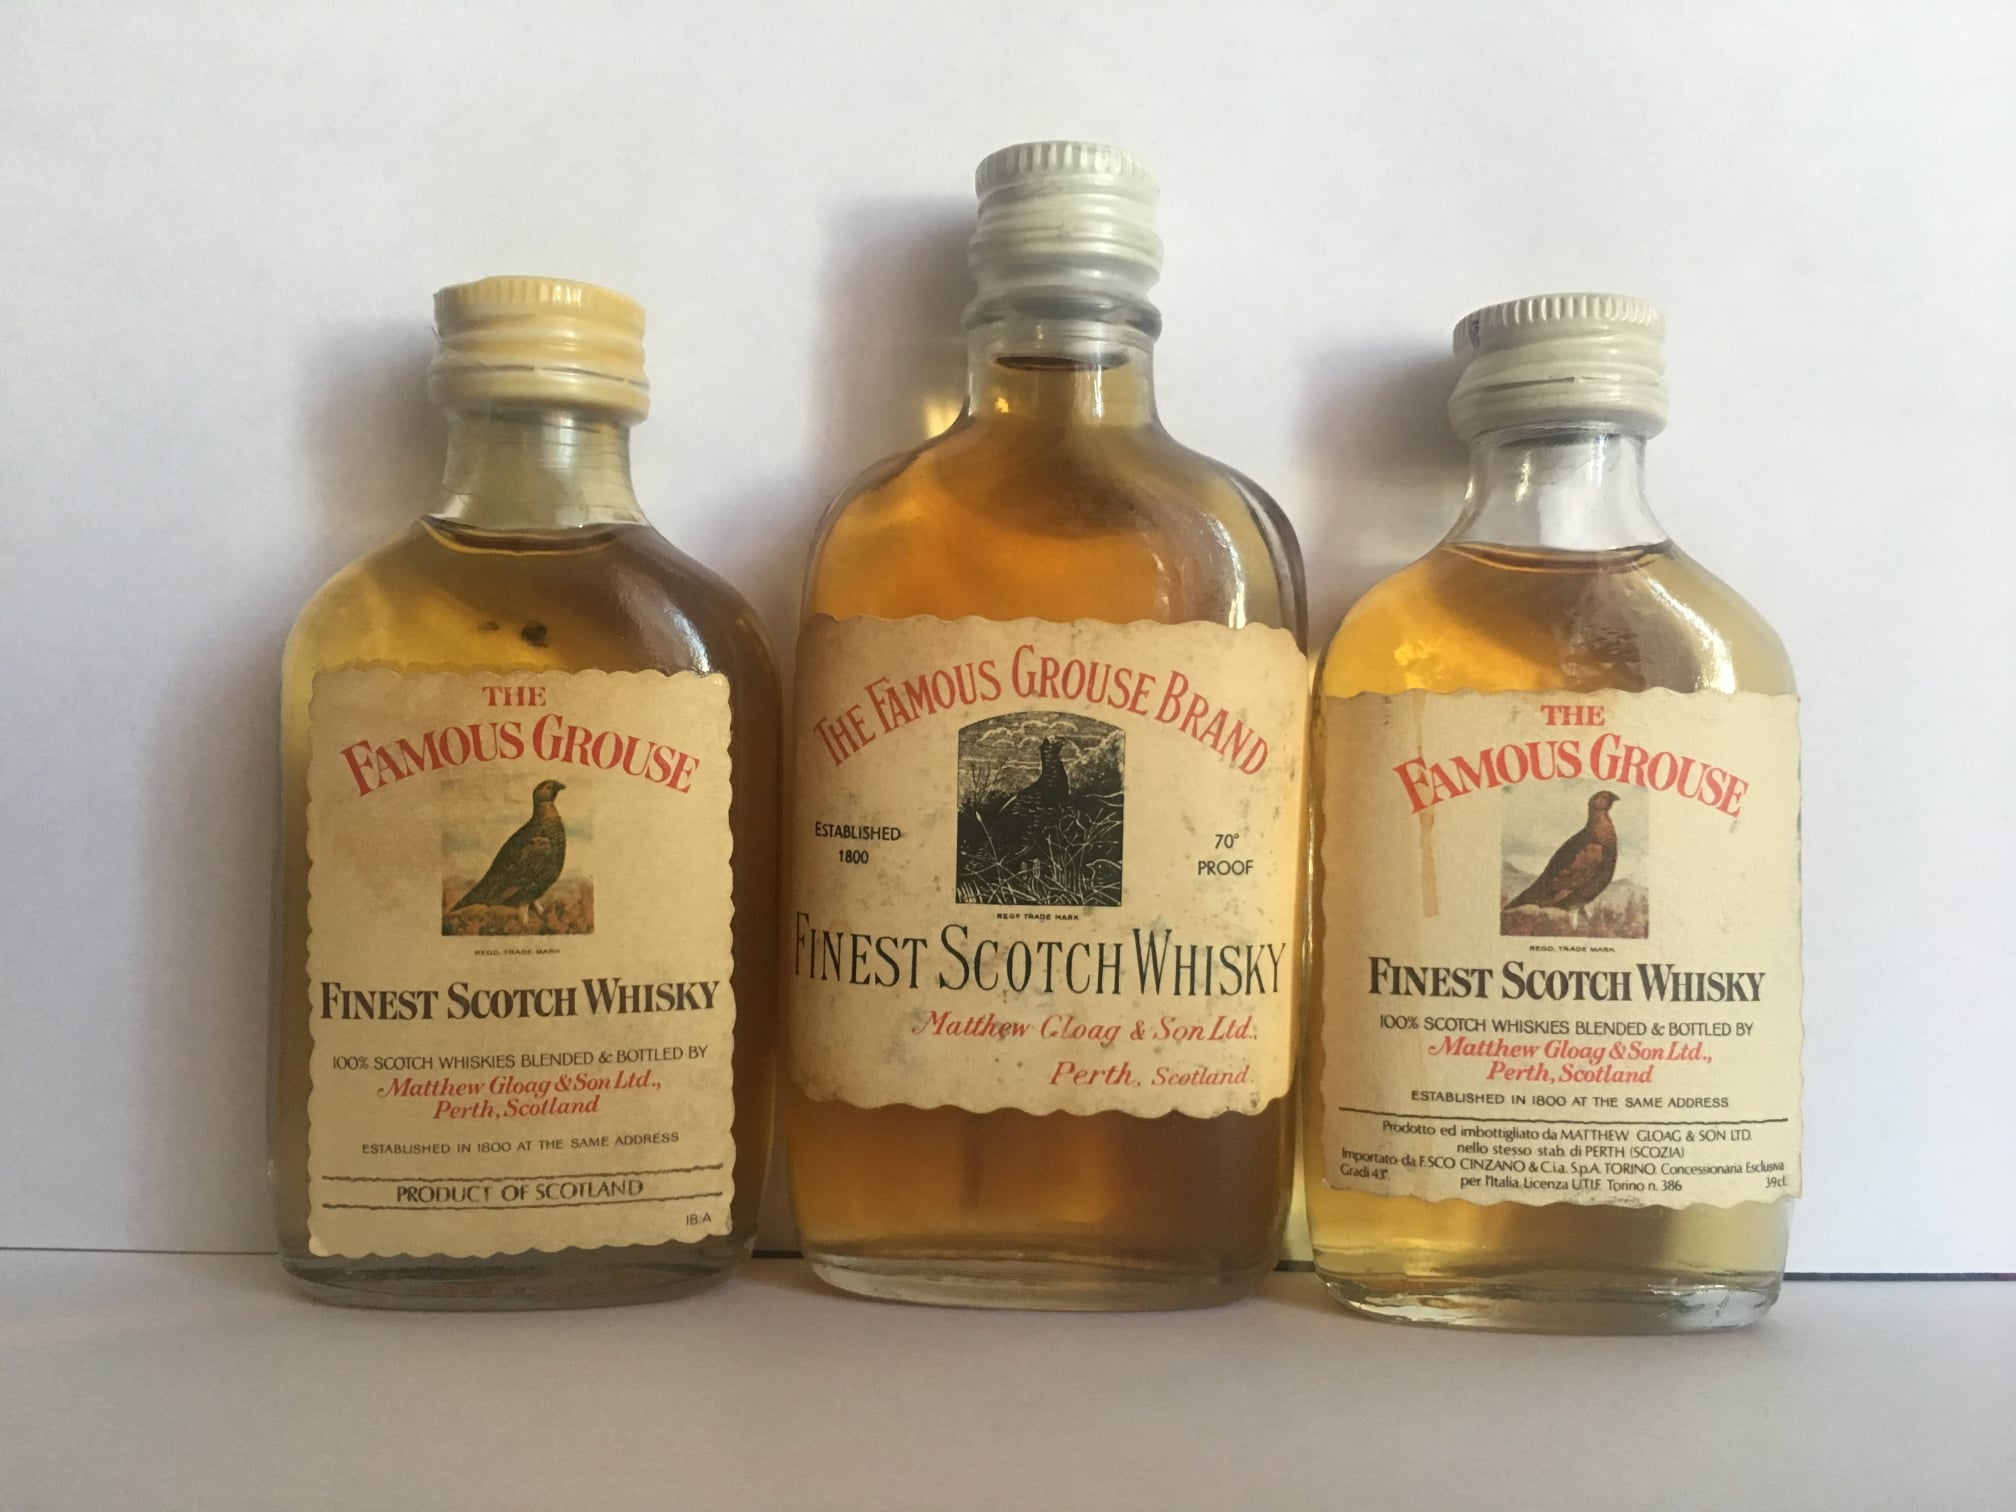 THE
FAMOUS GROUSE
REGD. TRADE MARK
FINEST SCOTCH WHISKY
100% SCOTCH WHISKIES BLENDED & BOTTLED BY
Matthew Gloag & Son Ltd.,
Perth, Scotland
ESTABLISHED IN 1800 AT THE SAME ADDRESS
PRODUCT OF SCOTLAND
18/A
THE FAMOUS GROUSE BRAND
ESTABLISHED
1800
70°
PROOF
REGD TRADE MARK
FINEST SCOTCH WHISKY
Matthew Gloag & Son Ltd.,
Perth, Scotland.
THE
FAMOUS GROUSE
REGD. TRADE MARK
FINEST SCOTCH WHISKY
100% SCOTCH WHISKIES BLENDED & BOTTLED BY
Matthew Gloag & Son Ltd.,
Perth, Scotland
ESTABLISHED IN 1800 AT THE SAME ADDRESS
Prodotto ed imbottigliato da MATTHEW GLOAG & SON LTD.
nello stesso stab. di PERTH (SCOZIA)
Importato da F.SCO CINZANO & C.i.a. S.p.A. TORINO. Concessionaria Esclusiva
Gradi 43°. per l'Italia. Licenza U.T.I.F. Torino n. 386 39cl.